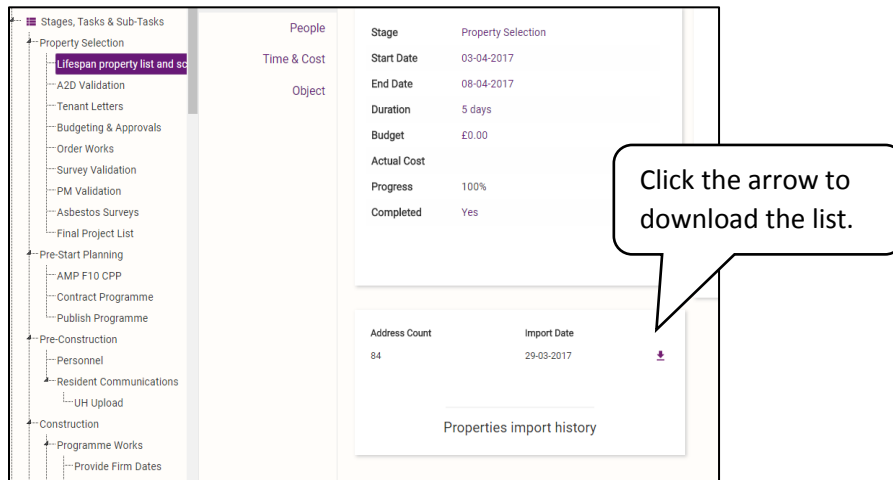 Stages, Tasks & Sub-Tasks
Property Selection
Lifespan property list and sc
A2D Validation
Tenant Letters
Budgeting & Approvals
Order Works
Survey Validation
PM Validation
Asbestos Surveys
Final Project List
Pre-Start Planning
AMP F10 CPP
Contract Programme
Publish Programme
Pre-Construction
Personnel
Resident Communications
UH Upload
Construction
Programme Works
Provide Firm Dates
People
Time & Cost
Object
Stage Property Selection
Start Date 03-04-2017
End Date 08-04-2017
Duration 5 days
Budget £0.00
Actual Cost
Progress 100%
Completed Yes
Click the arrow to
download the list.
Address Count Import Date
84 29-03-2017
Properties import history